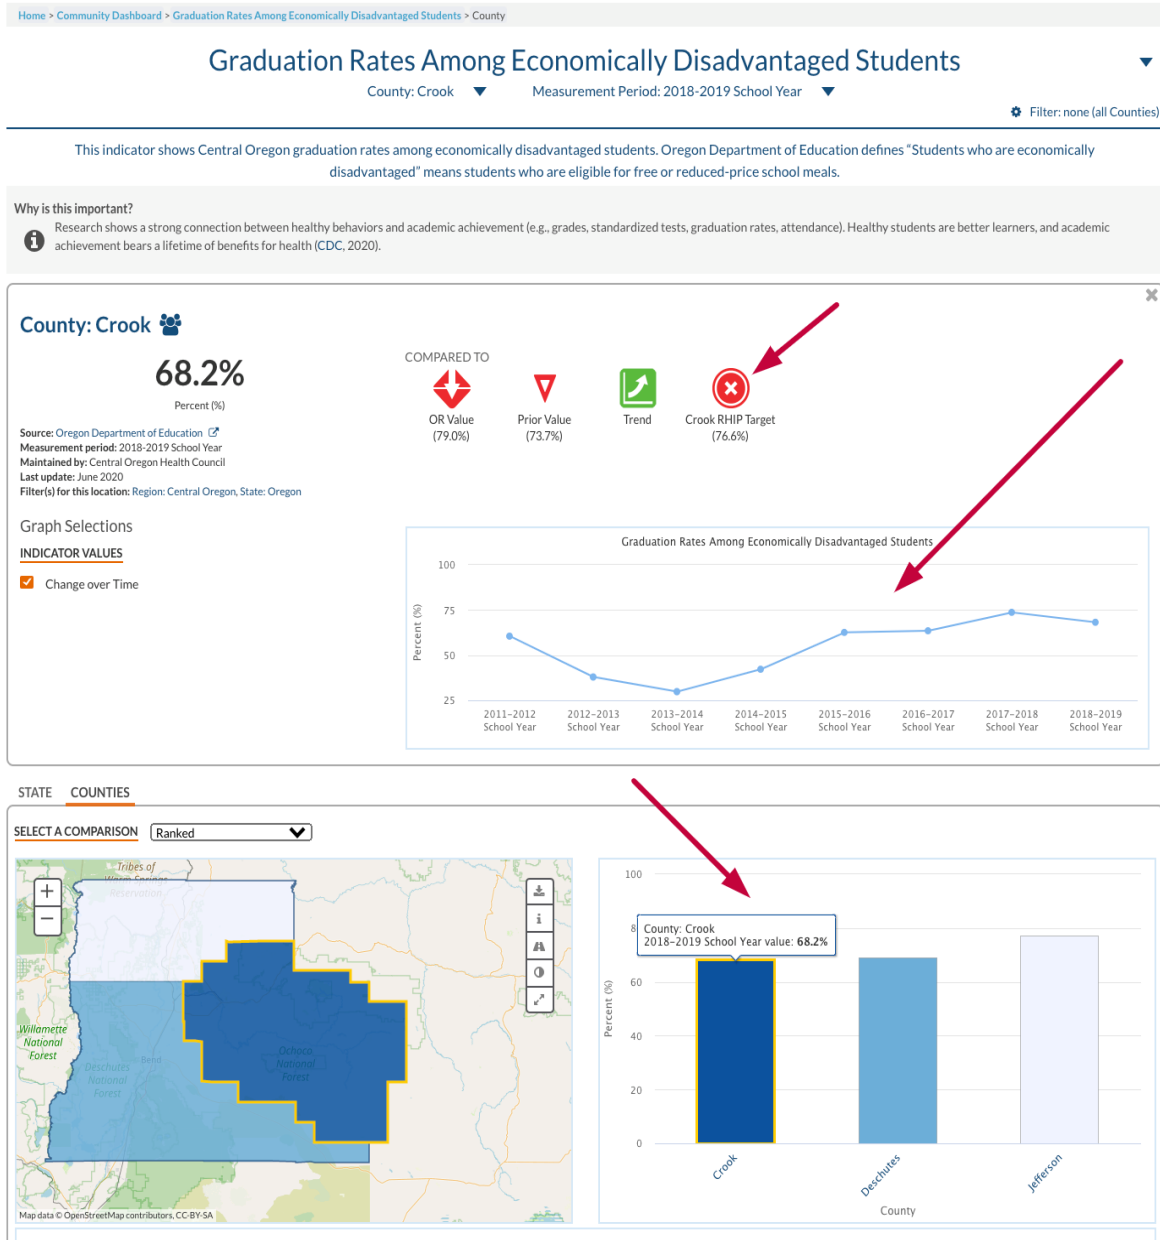 Home > Community Dashboard > Graduation Rates Among Economically Disadvantaged Students > County
Graduation Rates Among Economically Disadvantaged Students
County: Crook
Measurement Period: 2018-2019 School Year
Filter: none (all Counties)
This indicator shows Central Oregon graduation rates among economically disadvantaged students. Oregon Department of Education defines “Students who are economically
disadvantaged” means students who are eligible for free or reduced-price school meals.
Why is this important?
Research shows a strong connection between healthy behaviors and academic achievement (e.g., grades, standardized tests, graduation rates, attendance). Healthy students are better learners, and academic
achievement bears a lifetime of benefits for health (CDC, 2020).
County: Crook
68.2%
Percent (%)
Source: Oregon Department of Education
Measurement period: 2018-2019 School Year
Maintained by: Central Oregon Health Council
Last update: June 2020
Filter(s) for this location: Region: Central Oregon, State: Oregon
COMPARED TO
OR Value
(79.0%)
Prior Value
(73.7%)
Trend
Crook RHIP Target
(76.6%)
Graph Selections
INDICATOR VALUES
Change over Time
Graduation Rates Among Economically Disadvantaged Students
Percent (%)
100
75
50
25
2011-2012
School Year
2012-2013
School Year
2013-2014
School Year
2014-2015
School Year
2015-2016
School Year
2016-2017
School Year
2017-2018
School Year
2018-2019
School Year
STATE COUNTIES
SELECT A COMPARISON Ranked
Tribes of
Warm Springs
Reservation
+
−
i
Willamette
National
Forest
Deschutes
National
Forest
Bend
Ochoco
National
Forest
Map data © OpenStreetMap contributors, CC-BY-SA
Percent (%)
100
8
60
40
20
0
County: Crook
2018-2019 School Year value: 68.2%
Crook
Deschutes
Jefferson
County